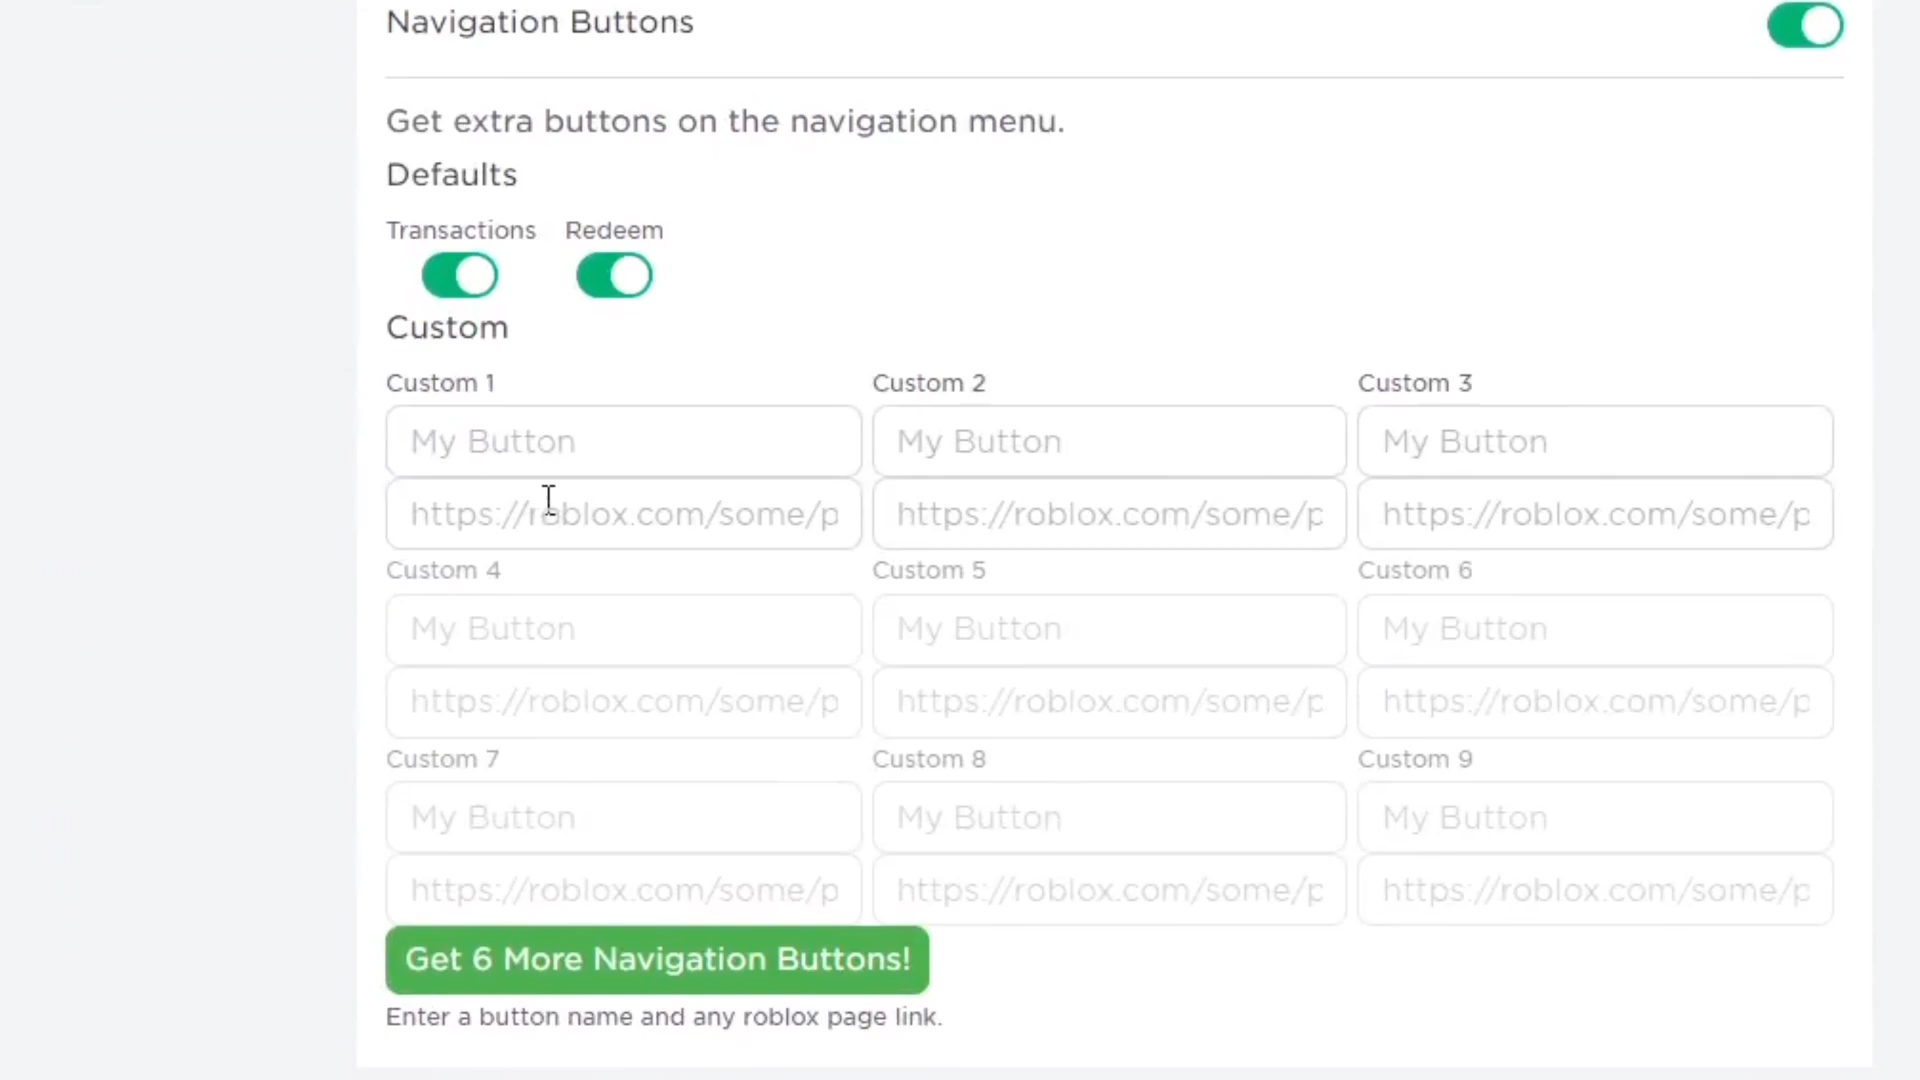 Navigation Buttons
Get extra buttons on the navigation menu.
Defaults
Transactions Redeem
Custom
Custom 1 Custom 2 Custom 3
My Button My Button My Button
https://roblox.com/some/p https://roblox.com/some/p https://roblox.com/some/p
Custom 4 Custom 5 Custom 6
My Button My Button My Button
https://roblox.com/some/p https://roblox.com/some/p https://roblox.com/some/p
Custom 7 Custom 8 Custom 9
My Button My Button My Button
https://roblox.com/some/p https://roblox.com/some/p https://roblox.com/some/p
Get 6 More Navigation Buttons!
Enter a button name and any roblox page link.